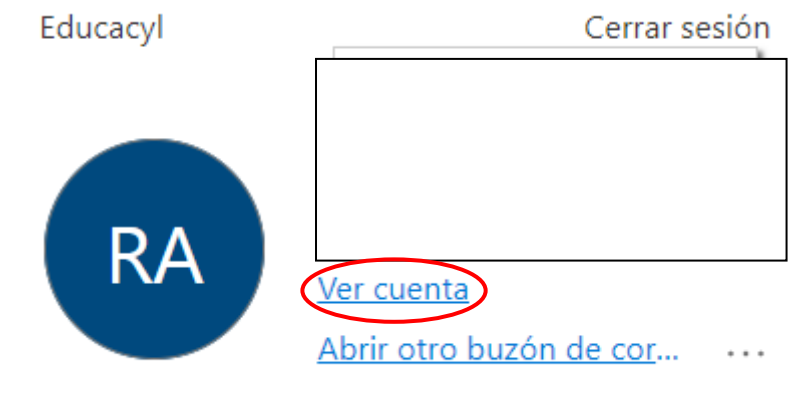 Educacyl Cerrar sesión
RA
Ver cuenta
Abrir otro buzón de cor... ...